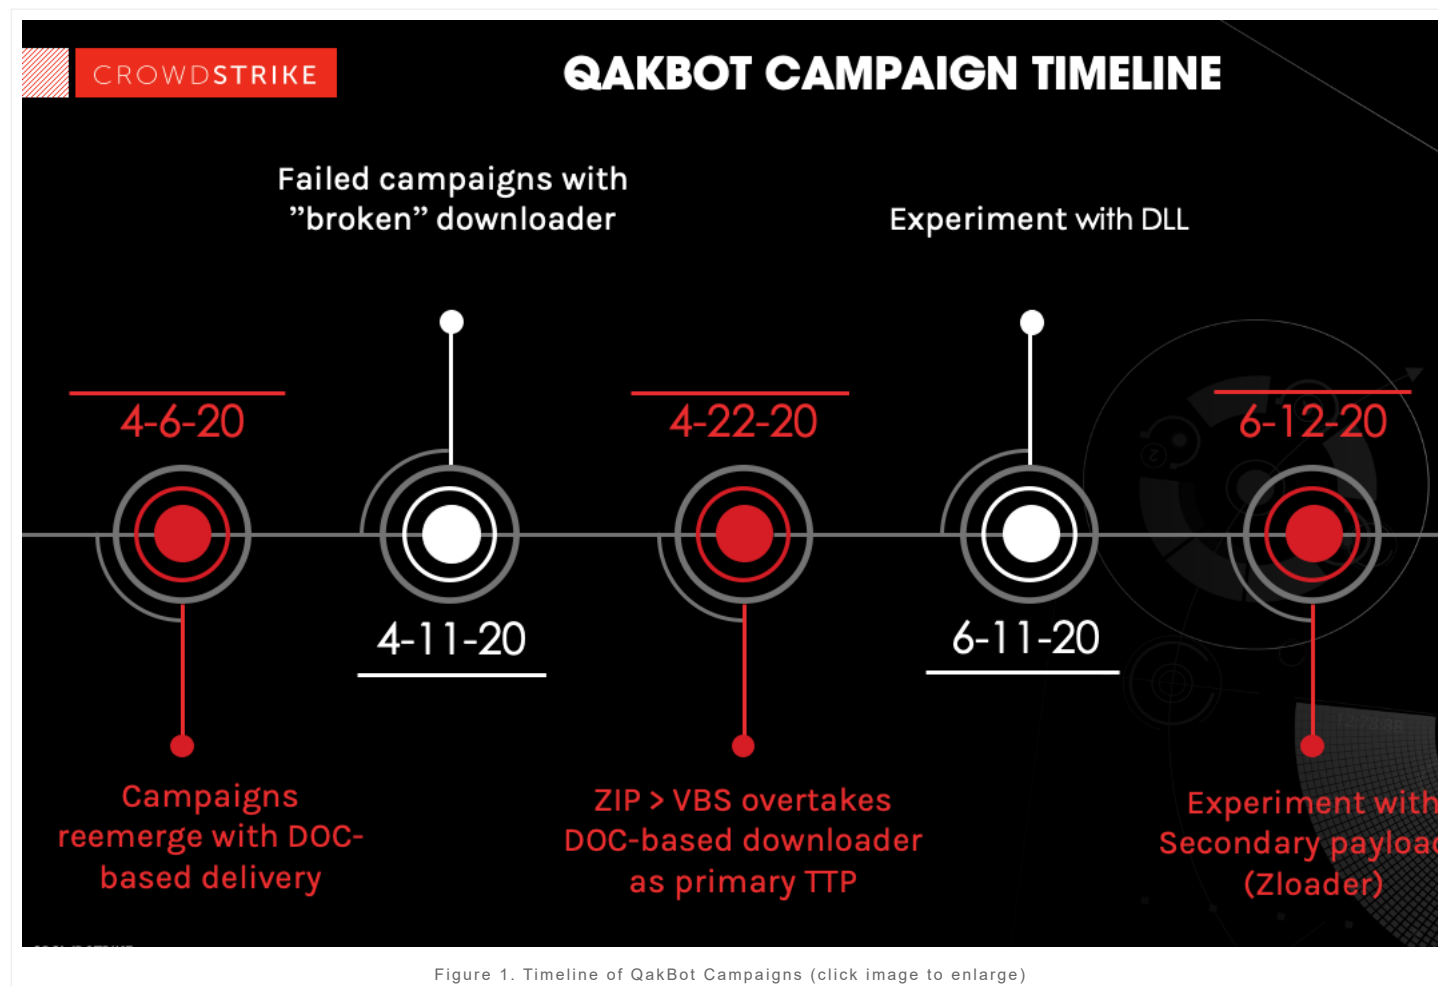 CROWDSTRIKE
QAKBOT CAMPAIGN TIMELINE
Failed campaigns with
”broken” downloader
Experiment with DLL
4-6-20
4-22-20
6-12-20
4-11-20
6-11-20
Campaigns
reemerge with DOC-
based delivery
ZIP > VBS overtakes
DOC-based downloader
as primary TTP
Experiment with
Secondary
(Zloader)
Figure 1. Timeline of QakBot Campaigns (click image to enlarge)